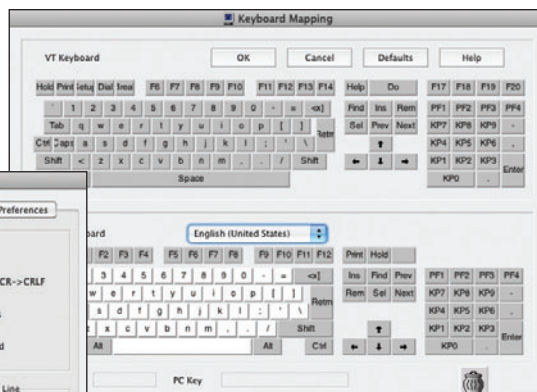 Keyboard Mapping
VT Keyboard OK Cancel Defaults Help
Hold Print Setup Dial Break F6 F7 F8 F9 F10 F11 F12 F13 F14 Help Do F17 F18 F19 F20
` 1 2 3 4 5 6 7 8 9 0 - = <x] Find Ins Rem PF1 PF2 PF3 PF4
Tab q w e r t y u i o p [ ] Retrn Sel Prev Next KP7 KP8 KP9 -
Ctrl Caps a s d f g h j k l ; ' \ ↑ KP4 KP5 KP6 ,
Shift < z x c v b n m , . / Shift ← ↓ → KP1 KP2 KP3 Enter
Space KP0 .
Preferences
English (United States)
F2 F3 F4 F5 F6 F7 F8 F9 F10 F11 F12 Print Hold
CR->CRLF
3 4 5 6 7 8 9 0 - = <x] Ins Find Prev PF1 PF2 PF3 PF4
w e r t y u i o p [ ] Retrn Rem Sel Next KP7 KP8 KP9 -
s d f g h j k l ; ' \ KP4 KP5 KP6 ,
x c v b n m , . / Shift ↑ KP1 KP2 KP3 Enter
Alt Alt Ctrl ← ↓ → KP0 .
Line
PC Key